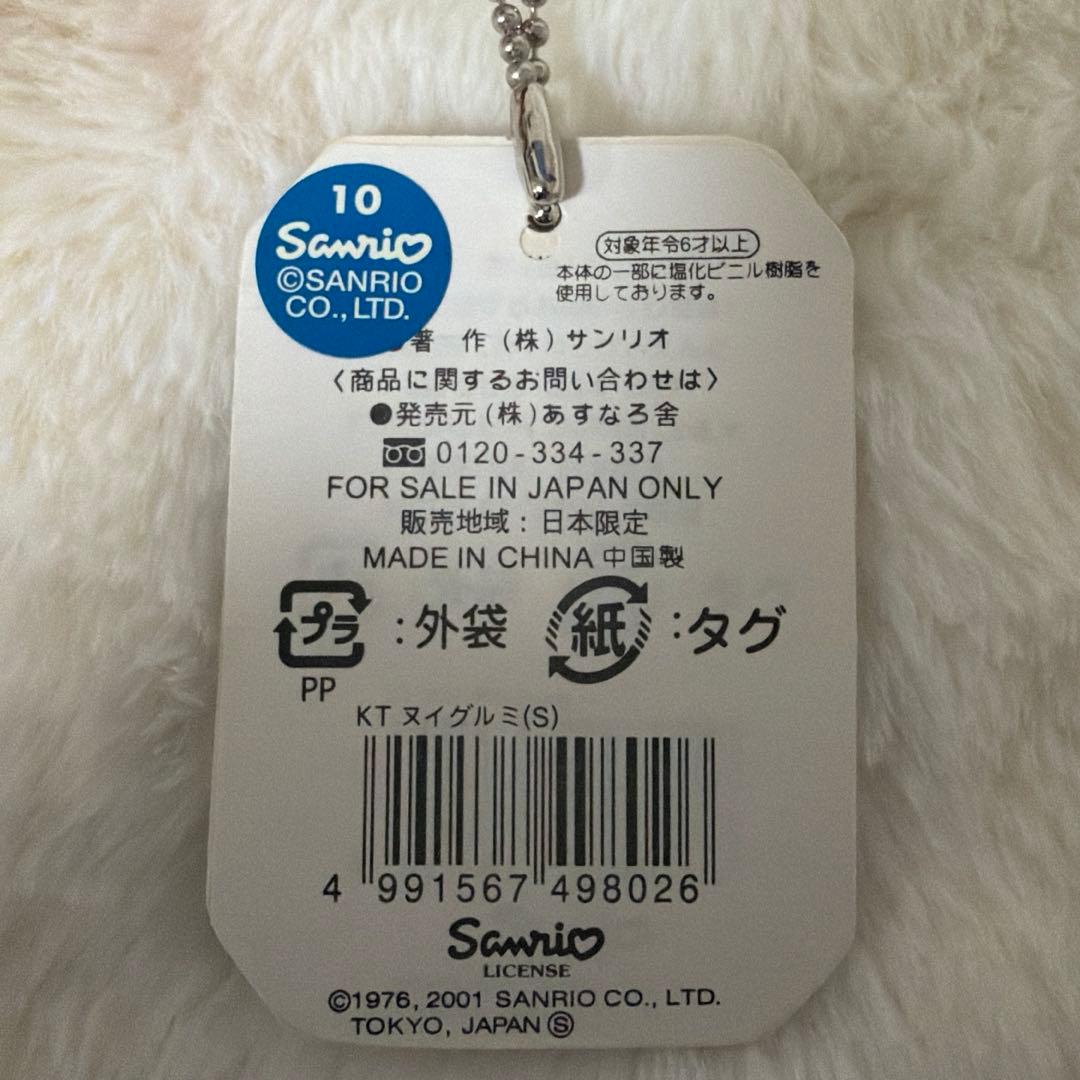 10
Sanrio
©SANRIO
CO., LTD.
対象年令6才以上
本体の一部に塩化ビニル樹脂を
使用しております。
著 作 (株) サンリオ
〈商品に関するお問い合わせは〉
●発売元 (株) あすなろ舎
0120-334-337
FOR SALE IN JAPAN ONLY
販売地域 : 日本限定
MADE IN CHINA 中国製
プラ :外袋 紙 :タグ
PP
KT ヌイグルミ(S)
4 991567 498026
Sanrio
LICENSE
©1976, 2001 SANRIO CO., LTD.
TOKYO, JAPAN Ⓢ